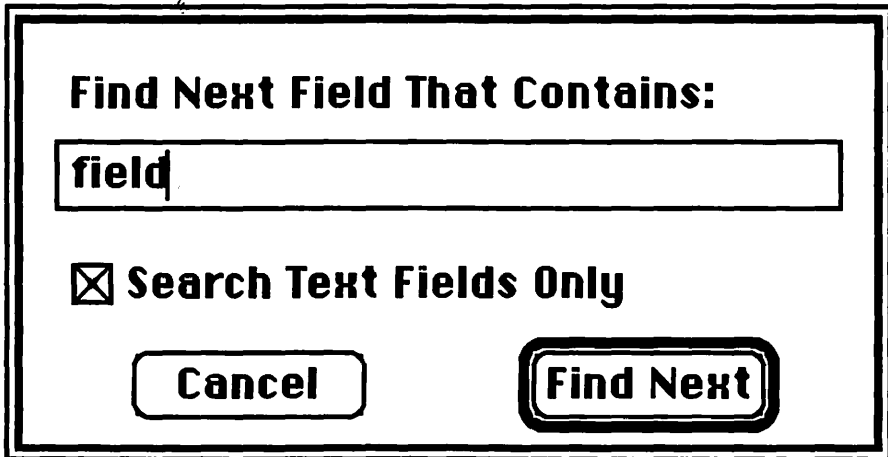 Find Next Field That Contains:
field
Search Text Fields Only
Cancel Find Next